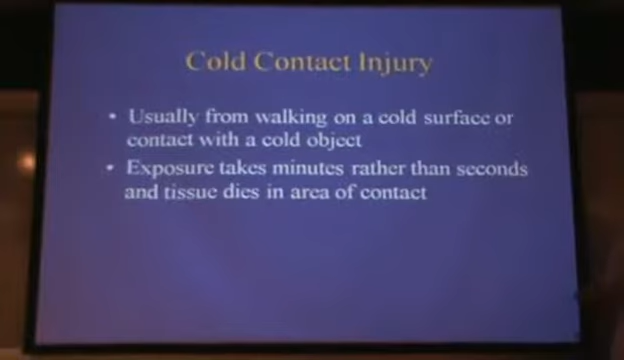 Cold Contact Injury
• Usually from walking on a cold surface or
contact with a cold object
• Exposure takes minutes rather than seconds
and tissue dies in area of contact